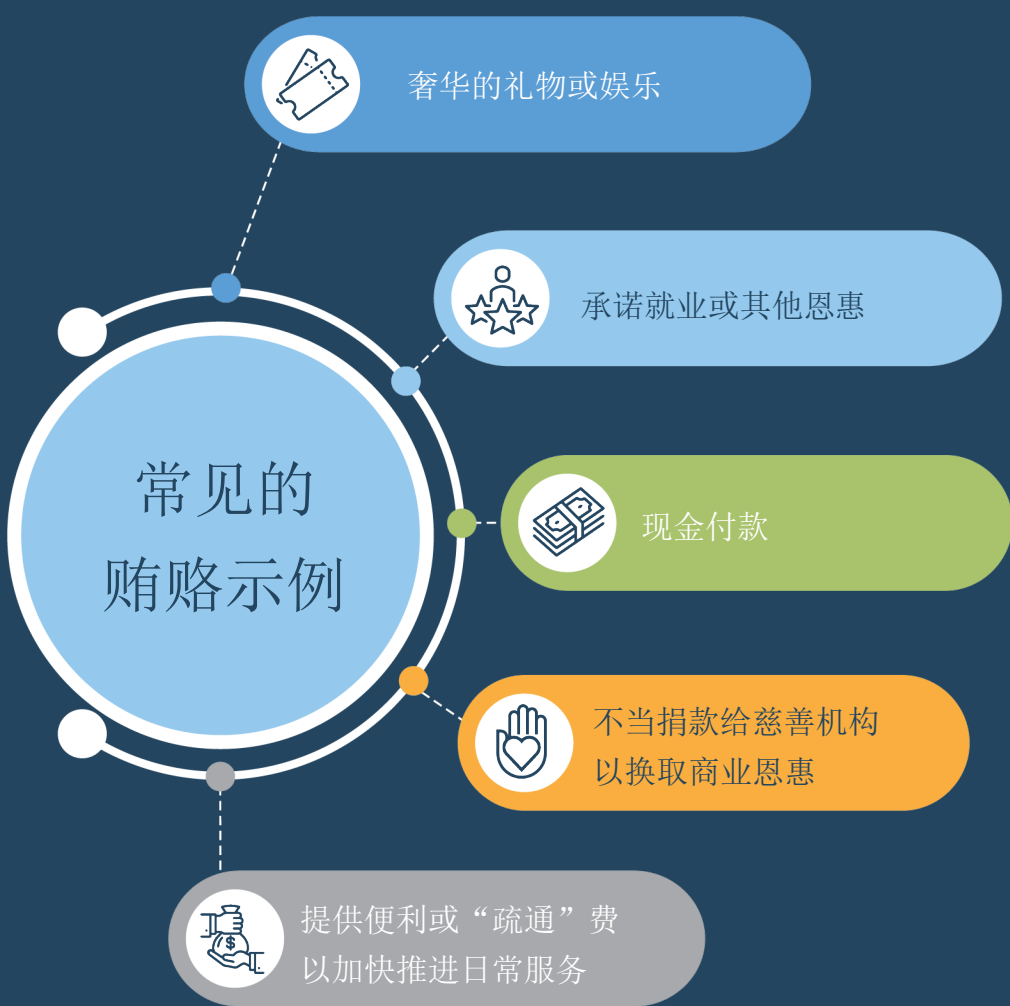 奢华的礼物或娱乐
承诺就业或其他恩惠
常见的
贿赂示例
现金付款
不当捐款给慈善机构
以换取商业恩惠
提供便利或“疏通”费
以加快推进日常服务